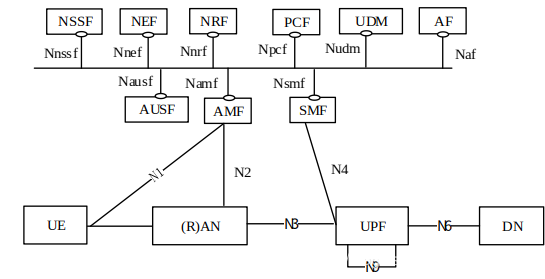 NSSF NEF NRF PCF UDM AF
Nnssf Nnef Nnrf Npcf Nudm Naf
Nausf Namf Nsmf
AUSF AMF SMF
N1 N2 N4
UE (R)AN N3 UPF N6 DN
N9